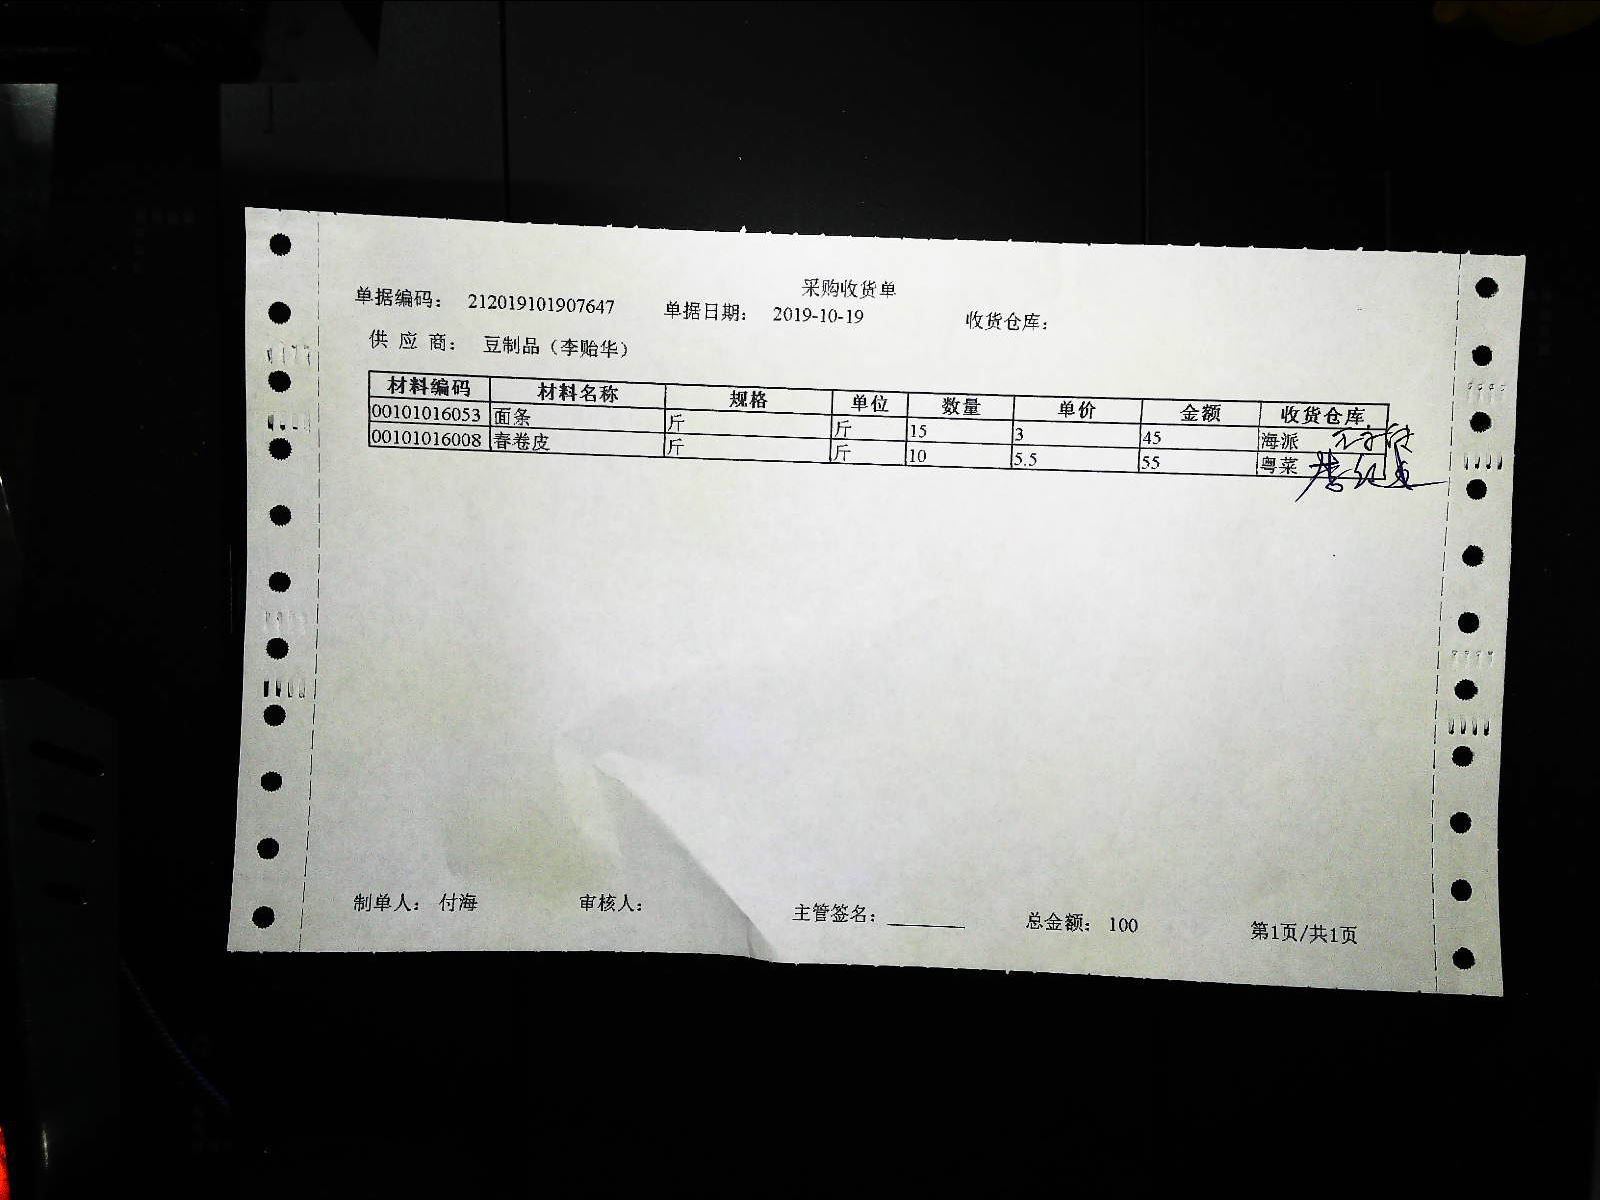 采购收货单
单据编码： 212019101907647 单据日期： 2019-10-19 收货仓库：
供 应 商： 豆制品（李贻华）
材料编码 材料名称 规格 单位 数量 单价 金额 收货仓库
00101016053 面条 斤 斤 15 3 45 海派
00101016008 春卷皮 斤 斤 10 5.5 55 粤菜
制单人： 付海 审核人： 主管签名： 总金额： 100 第1页/共1页